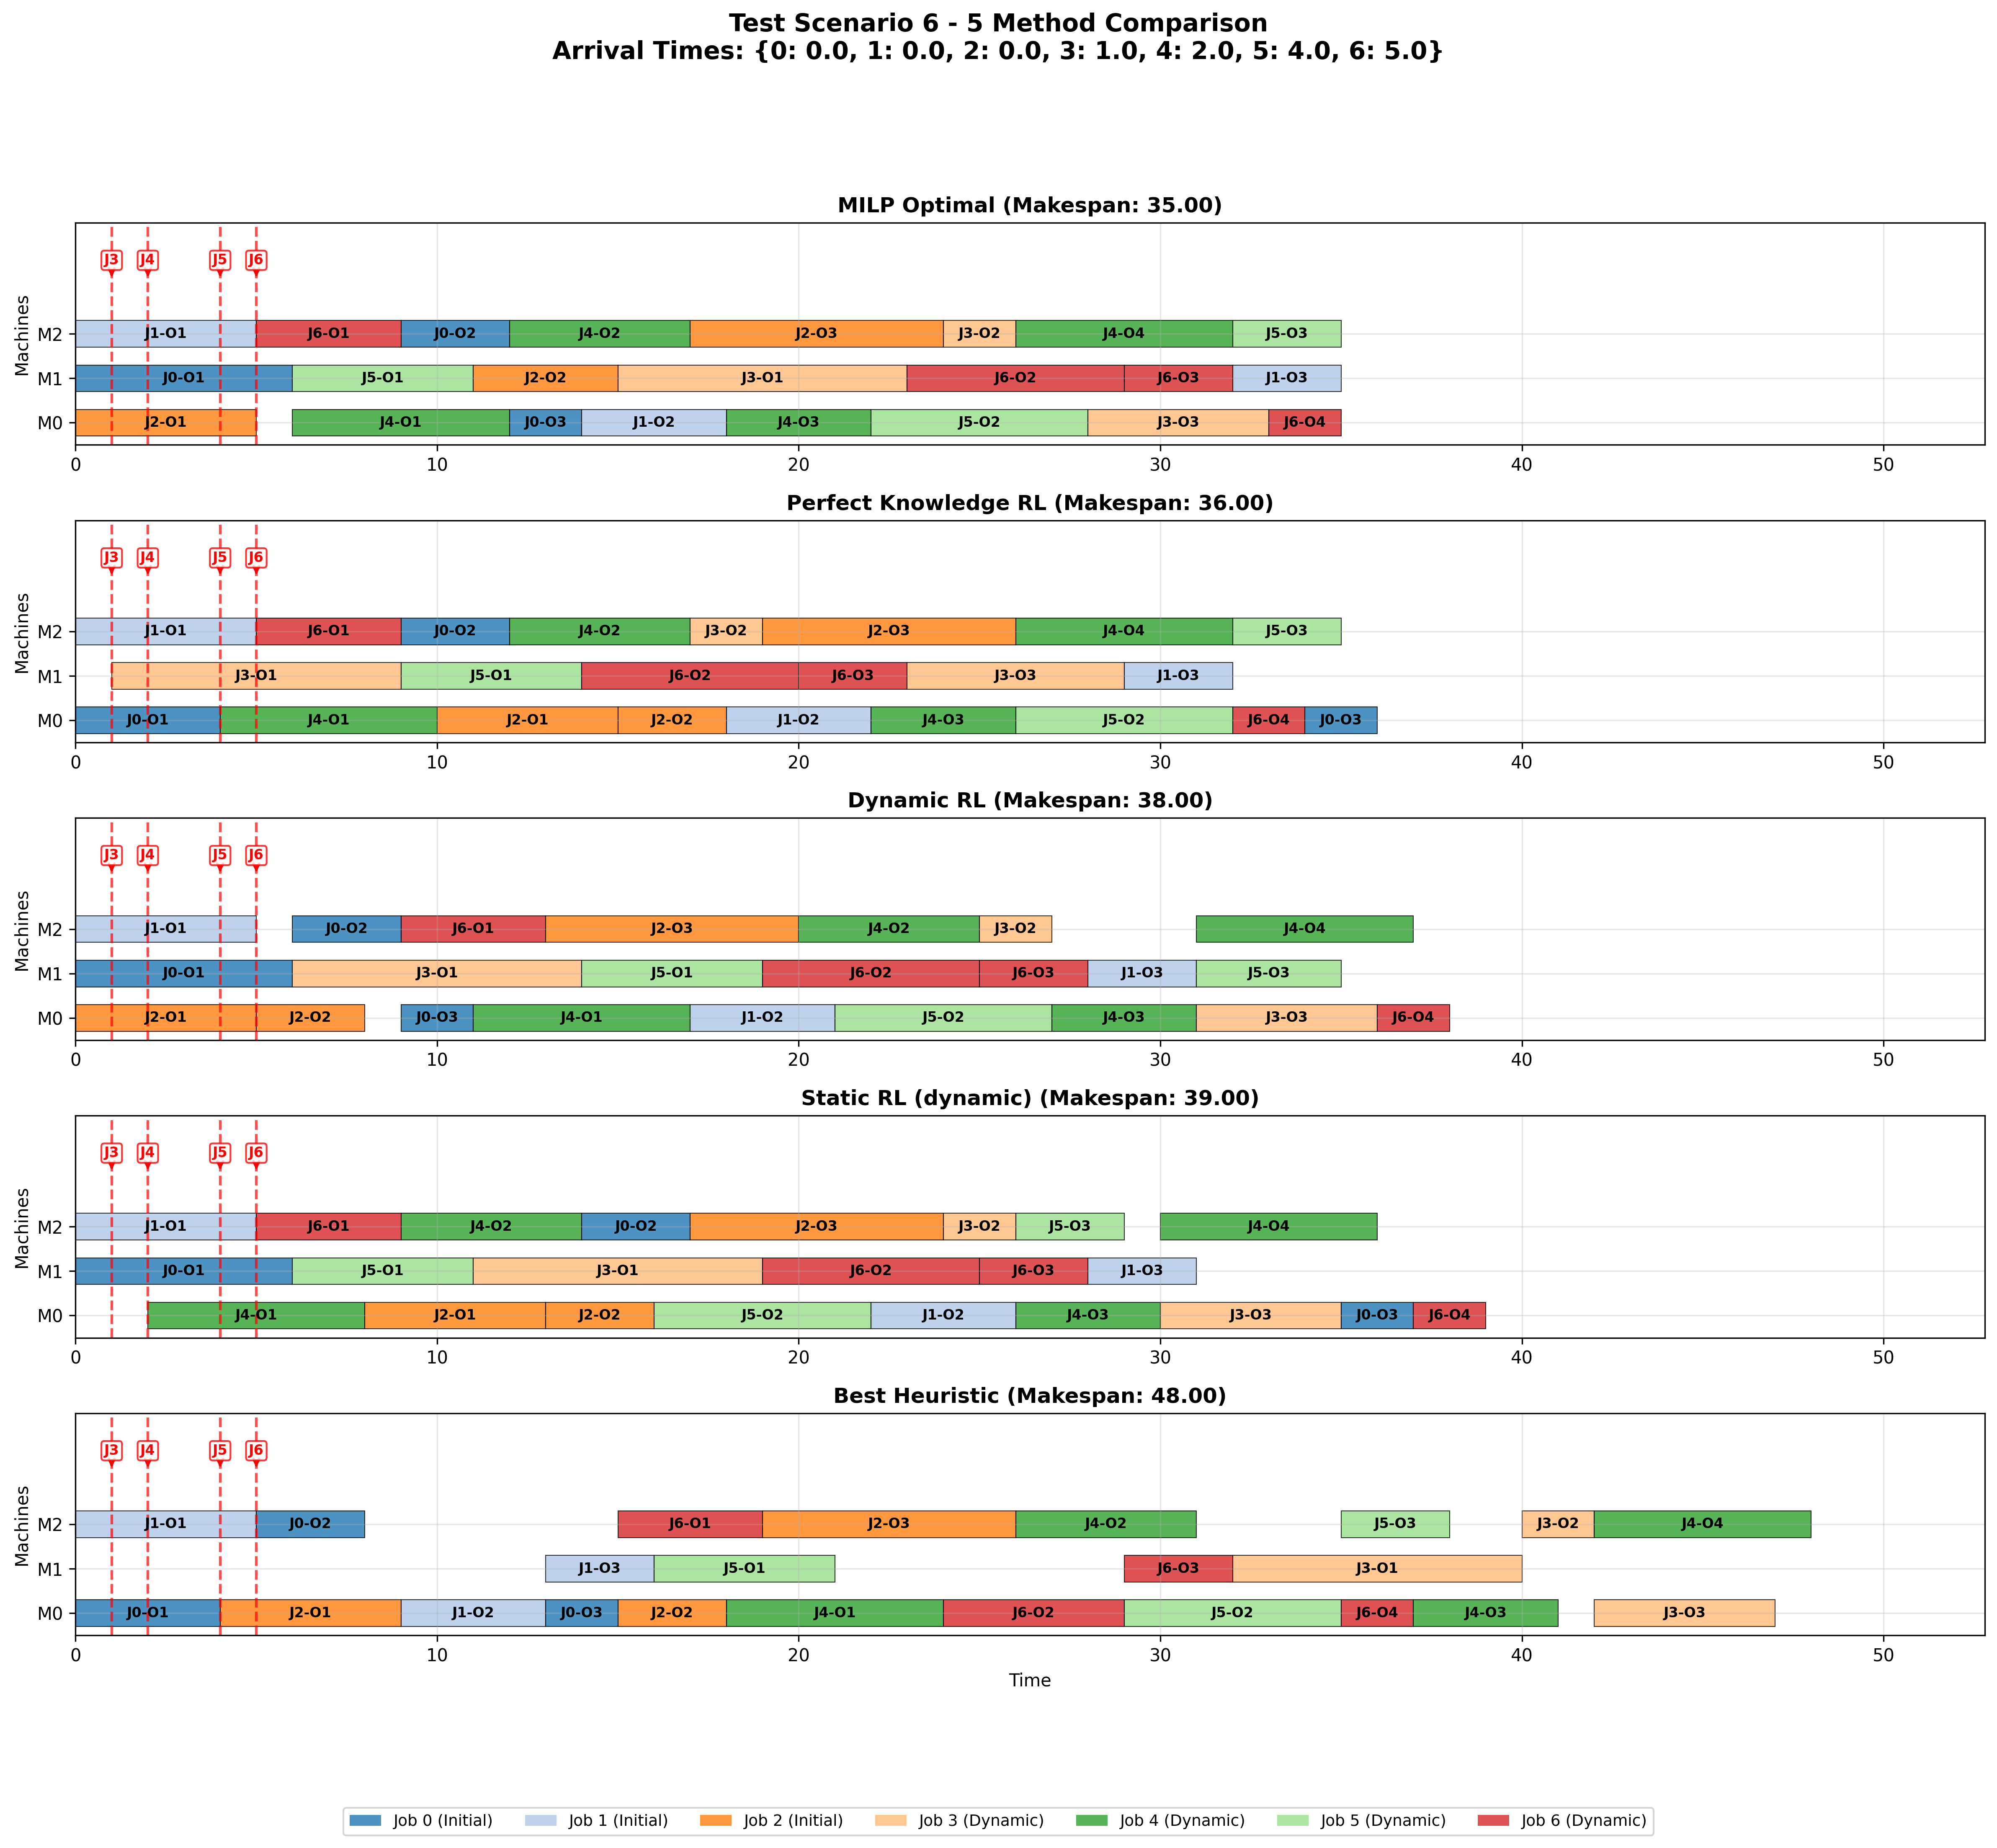 Test Scenario 6 - 5 Method Comparison
Arrival Times: {0: 0.0, 1: 0.0, 2: 0.0, 3: 1.0, 4: 2.0, 5: 4.0, 6: 5.0}
MILP Optimal (Makespan: 35.00)
J3 J4 J5 J6
Machines
M2 J1-O1 J6-O1 J0-O2 J4-O2 J2-O3 J3-O2 J4-O4 J5-O3
M1 J0-O1 J5-O1 J2-O2 J3-O1 J6-O2 J6-O3 J1-O3
M0 J2-O1 J4-O1 J0-O3 J1-O2 J4-O3 J5-O2 J3-O3 J6-O4
0 10 20 30 40 50
Perfect Knowledge RL (Makespan: 36.00)
J3 J4 J5 J6
Machines
M2 J1-O1 J6-O1 J0-O2 J4-O2 J3-O2 J2-O3 J4-O4 J5-O3
M1 J3-O1 J5-O1 J6-O2 J6-O3 J3-O3 J1-O3
M0 J0-O1 J4-O1 J2-O1 J2-O2 J1-O2 J4-O3 J5-O2 J6-O4 J0-O3
0 10 20 30 40 50
Dynamic RL (Makespan: 38.00)
J3 J4 J5 J6
Machines
M2 J1-O1 J0-O2 J6-O1 J2-O3 J4-O2 J3-O2 J4-O4
M1 J0-O1 J3-O1 J5-O1 J6-O2 J6-O3 J1-O3 J5-O3
M0 J2-O1 J2-O2 J0-O3 J4-O1 J1-O2 J5-O2 J4-O3 J3-O3 J6-O4
0 10 20 30 40 50
Static RL (dynamic) (Makespan: 39.00)
J3 J4 J5 J6
Machines
M2 J1-O1 J6-O1 J4-O2 J0-O2 J2-O3 J3-O2 J5-O3 J4-O4
M1 J0-O1 J5-O1 J3-O1 J6-O2 J6-O3 J1-O3
M0 J4-O1 J2-O1 J2-O2 J5-O2 J1-O2 J4-O3 J3-O3 J0-O3 J6-O4
0 10 20 30 40 50
Best Heuristic (Makespan: 48.00)
J3 J4 J5 J6
Machines
M2 J1-O1 J0-O2 J6-O1 J2-O3 J4-O2 J5-O3 J3-O2 J4-O4
M1 J1-O3 J5-O1 J6-O3 J3-O1
M0 J0-O1 J2-O1 J1-O2 J0-O3 J2-O2 J4-O1 J6-O2 J5-O2 J6-O4 J4-O3 J3-O3
0 10 20 30 40 50
Time
Job 0 (Initial) Job 1 (Initial) Job 2 (Initial) Job 3 (Dynamic) Job 4 (Dynamic) Job 5 (Dynamic) Job 6 (Dynamic)